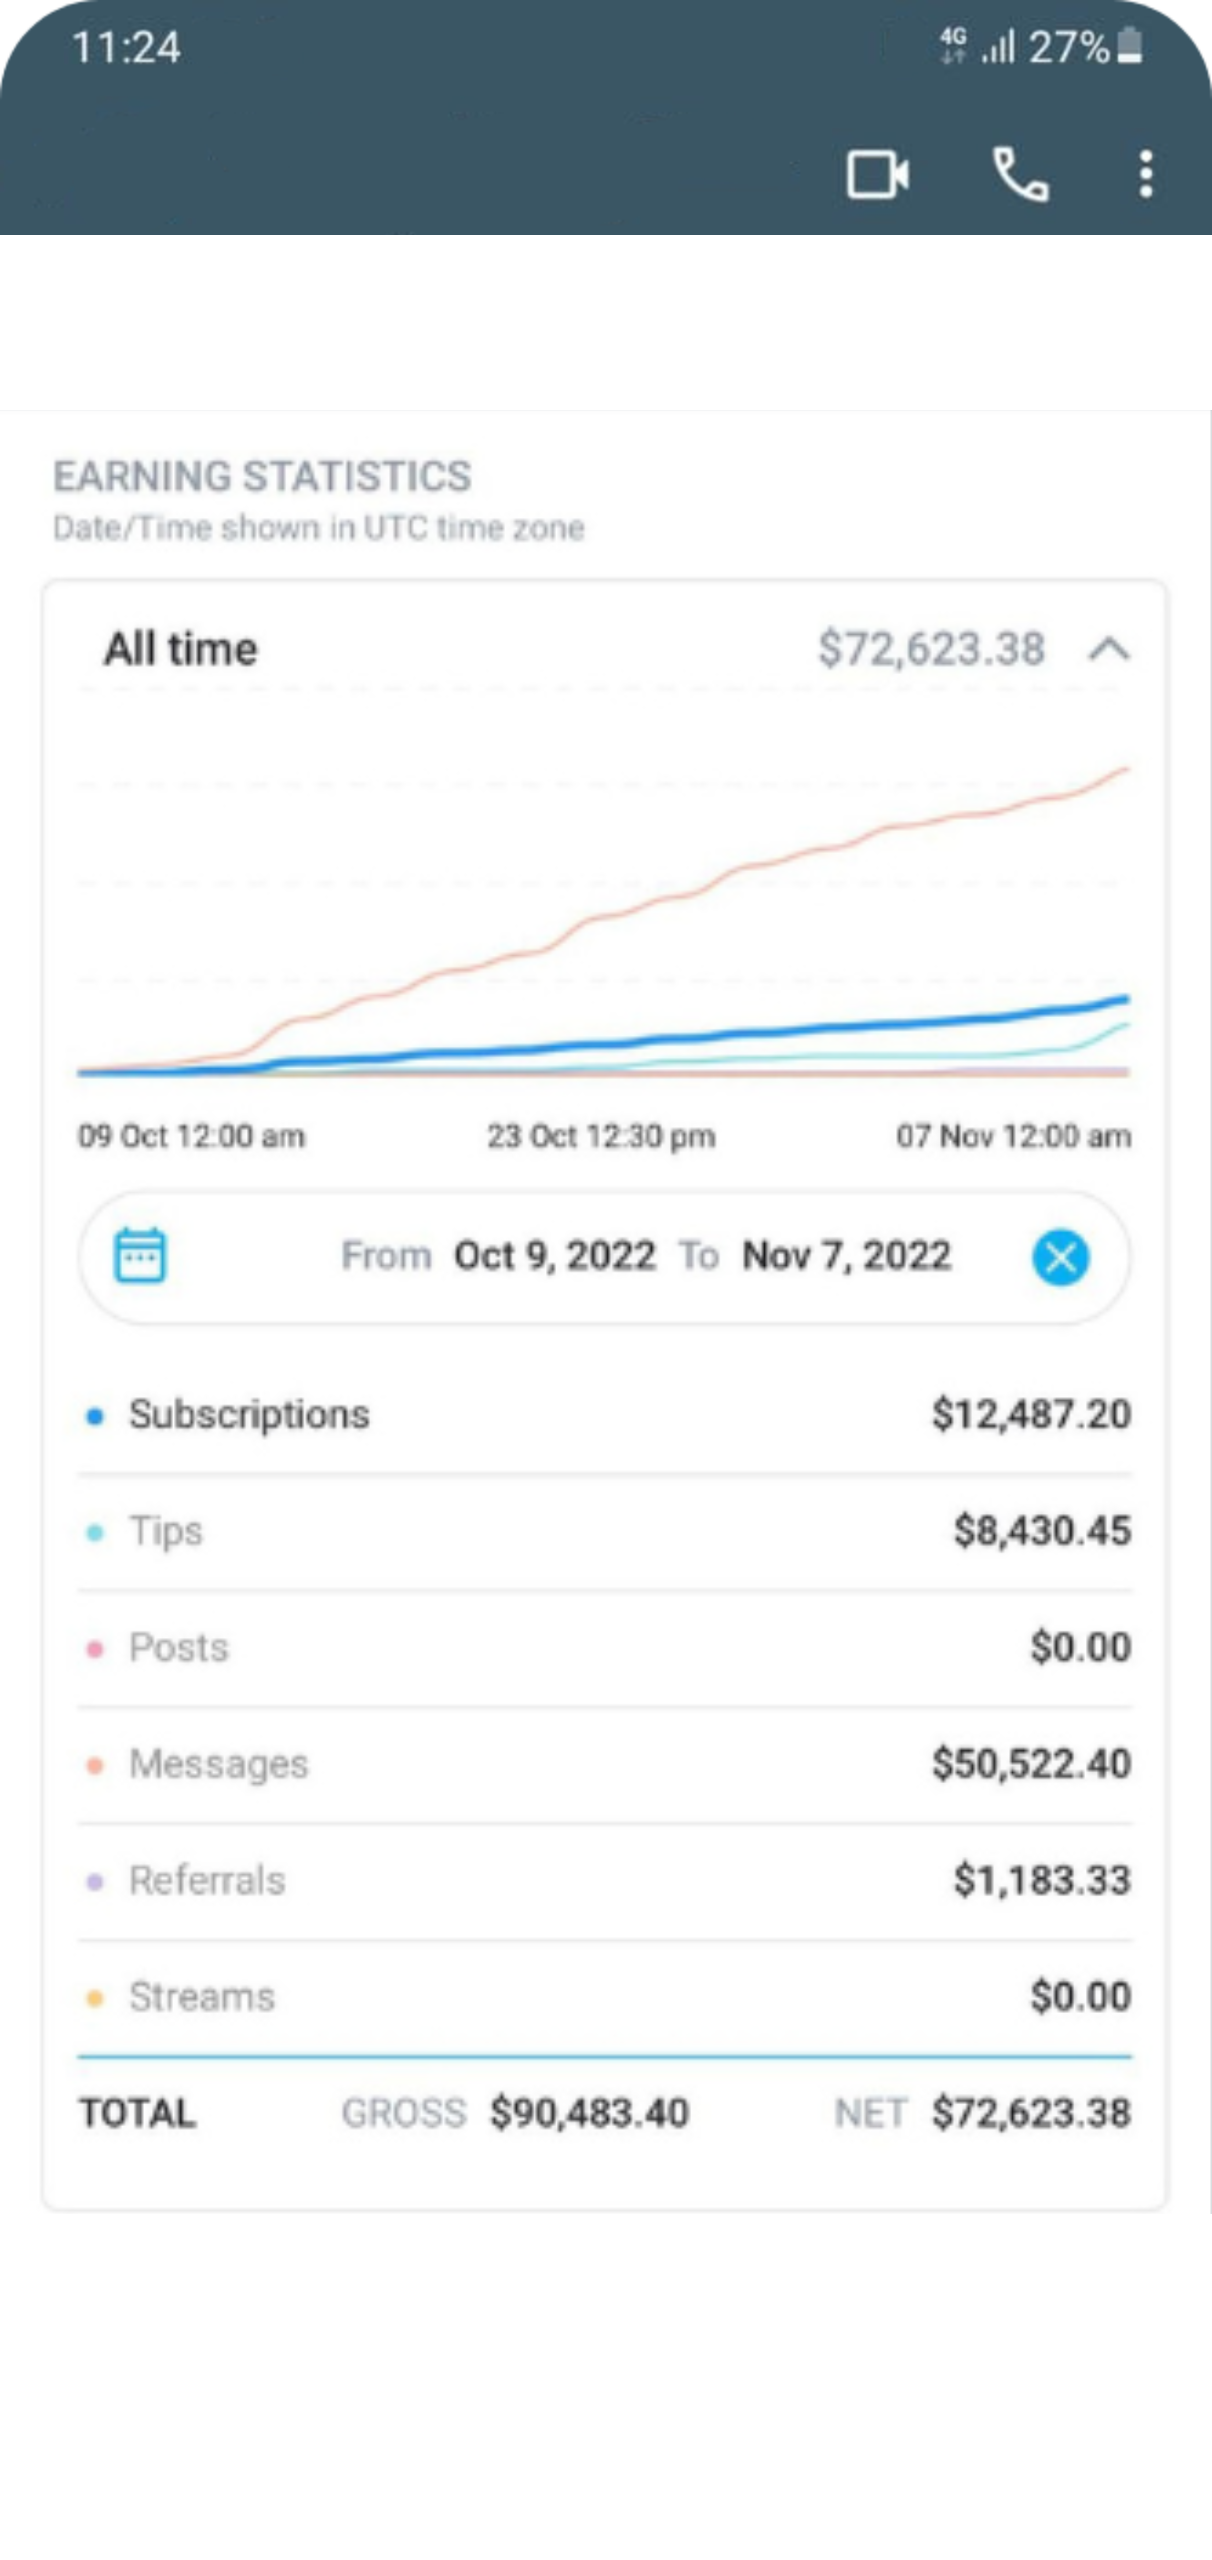 11:24 4G 27%
EARNING STATISTICS
Date/Time shown in UTC time zone
All time $72,623.38
09 Oct 12:00 am 23 Oct 12:30 pm 07 Nov 12:00 am
From Oct 9, 2022 To Nov 7, 2022
Subscriptions $12,487.20
Tips $8,430.45
Posts $0.00
Messages $50,522.40
Referrals $1,183.33
Streams $0.00
TOTAL GROSS $90,483.40 NET $72,623.38